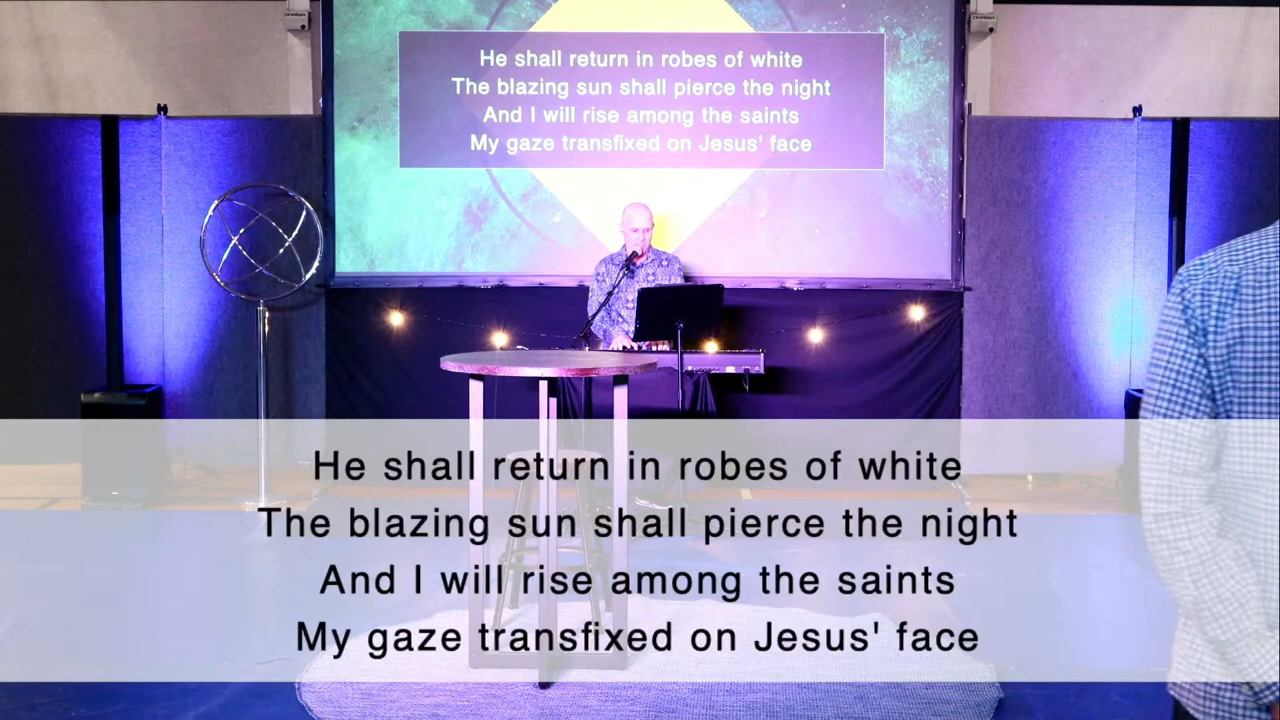 He shall return in robes of white
The blazing sun shall pierce the night
And I will rise among the saints
My gaze transfixed on Jesus' face
He shall return in robes of white
The blazing sun shall pierce the night
And I will rise among the saints
My gaze transfixed on Jesus' face